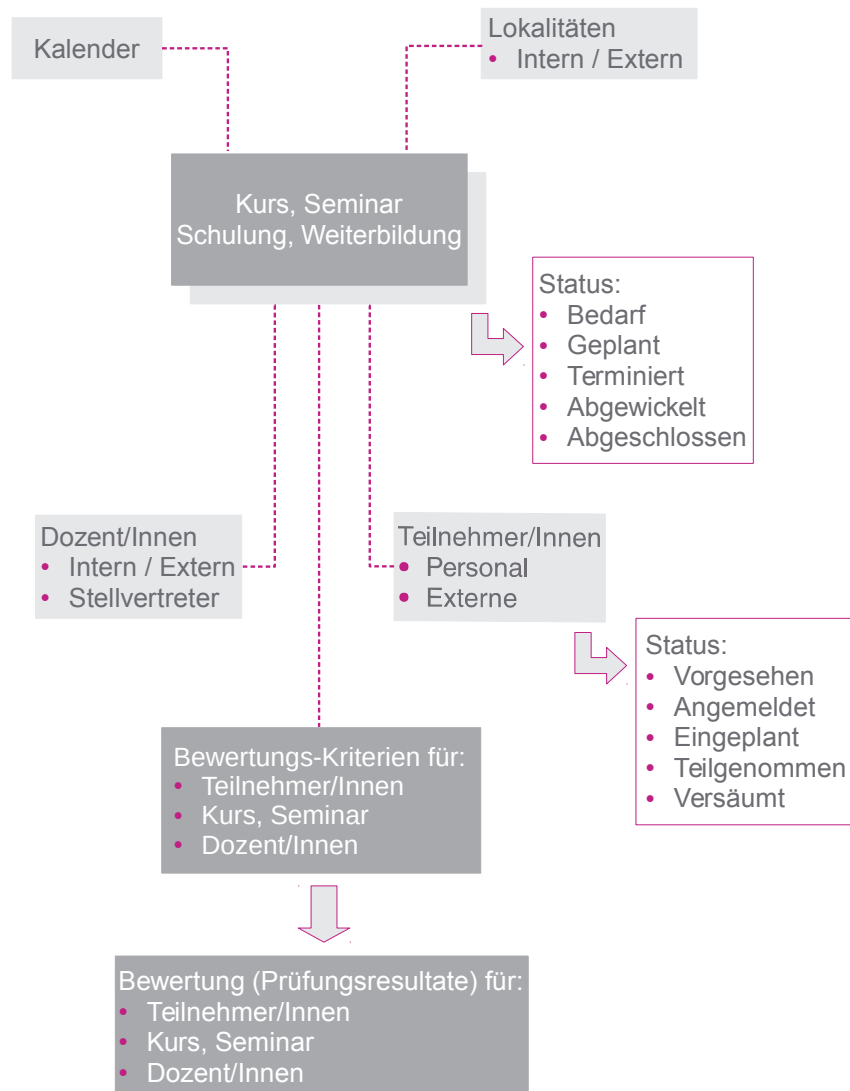 Kalender
Lokalitäten
• Intern / Extern
Kurs, Seminar
Schulung, Weiterbildung
Status:
• Bedarf
• Geplant
• Terminiert
• Abgewickelt
• Abgeschlossen
Dozent/Innen
• Intern / Extern
• Stellvertreter
Teilnehmer/Innen
• Personal
• Externe
Status:
• Vorgesehen
• Angemeldet
• Eingeplant
• Teilgenommen
• Versäumt
Bewertungs-Kriterien für:
• Teilnehmer/Innen
• Kurs, Seminar
• Dozent/Innen
Bewertung (Prüfungsresultate) für:
• Teilnehmer/Innen
• Kurs, Seminar
• Dozent/Innen